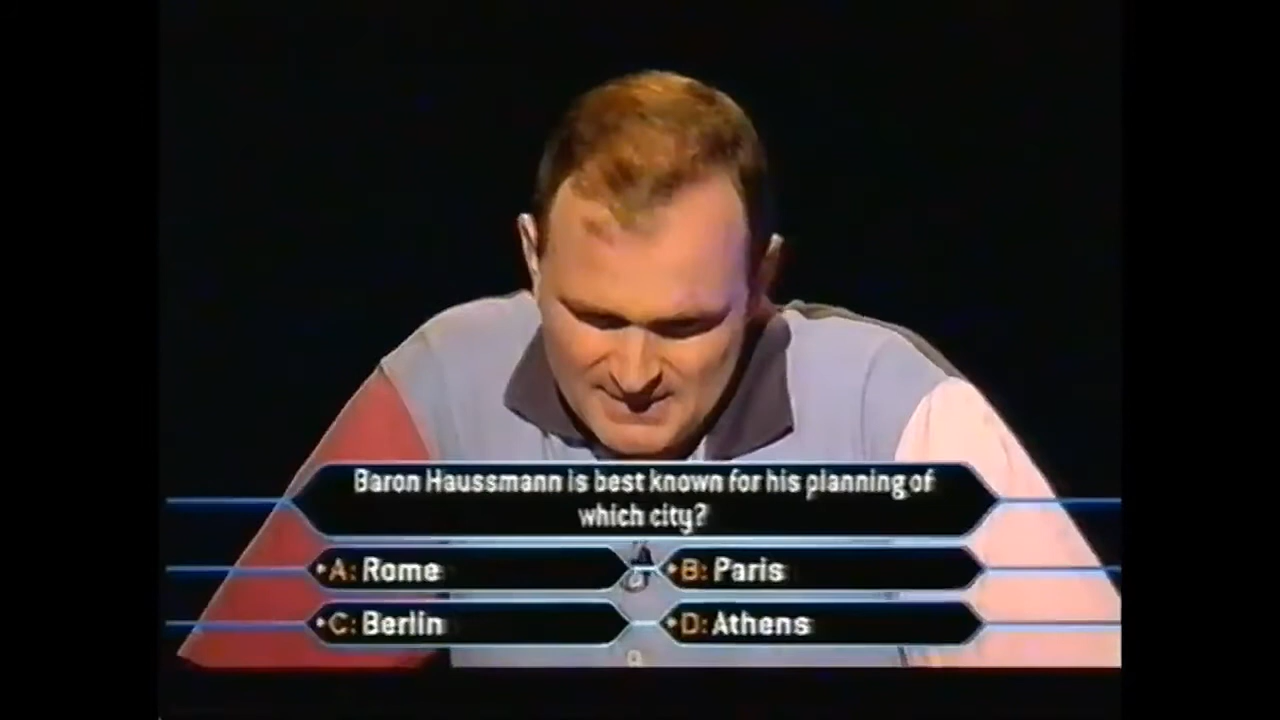 Baron Haussmann is best known for his planning of
which city?
A: Rome
B: Paris
C: Berlin
D: Athens